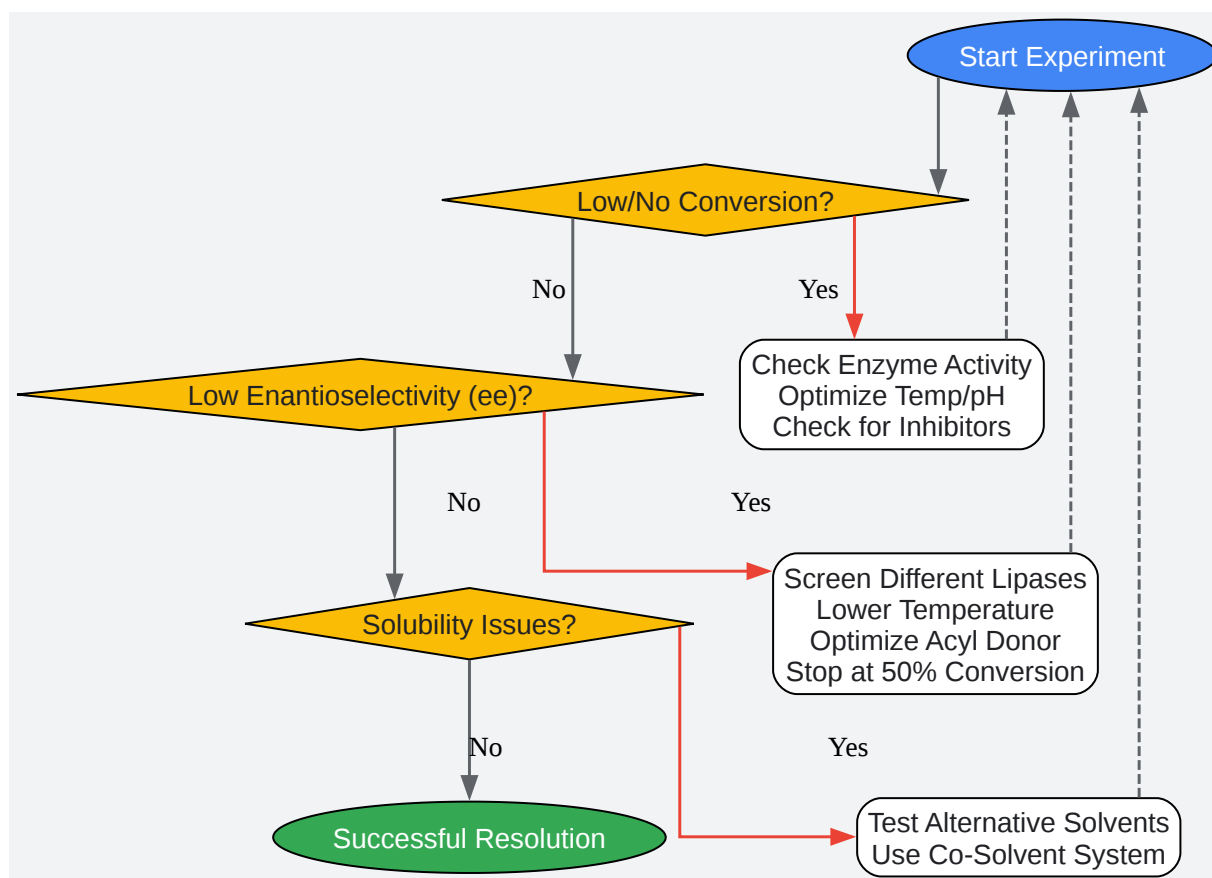 Start Experiment
Low/No Conversion?
No
Yes
Check Enzyme Activity
Optimize Temp/pH
Check for Inhibitors
Low Enantioselectivity (ee)?
No
Yes
Screen Different Lipases
Lower Temperature
Optimize Acyl Donor
Stop at 50% Conversion
Solubility Issues?
No
Yes
Successful Resolution
Test Alternative Solvents
Use Co-Solvent System